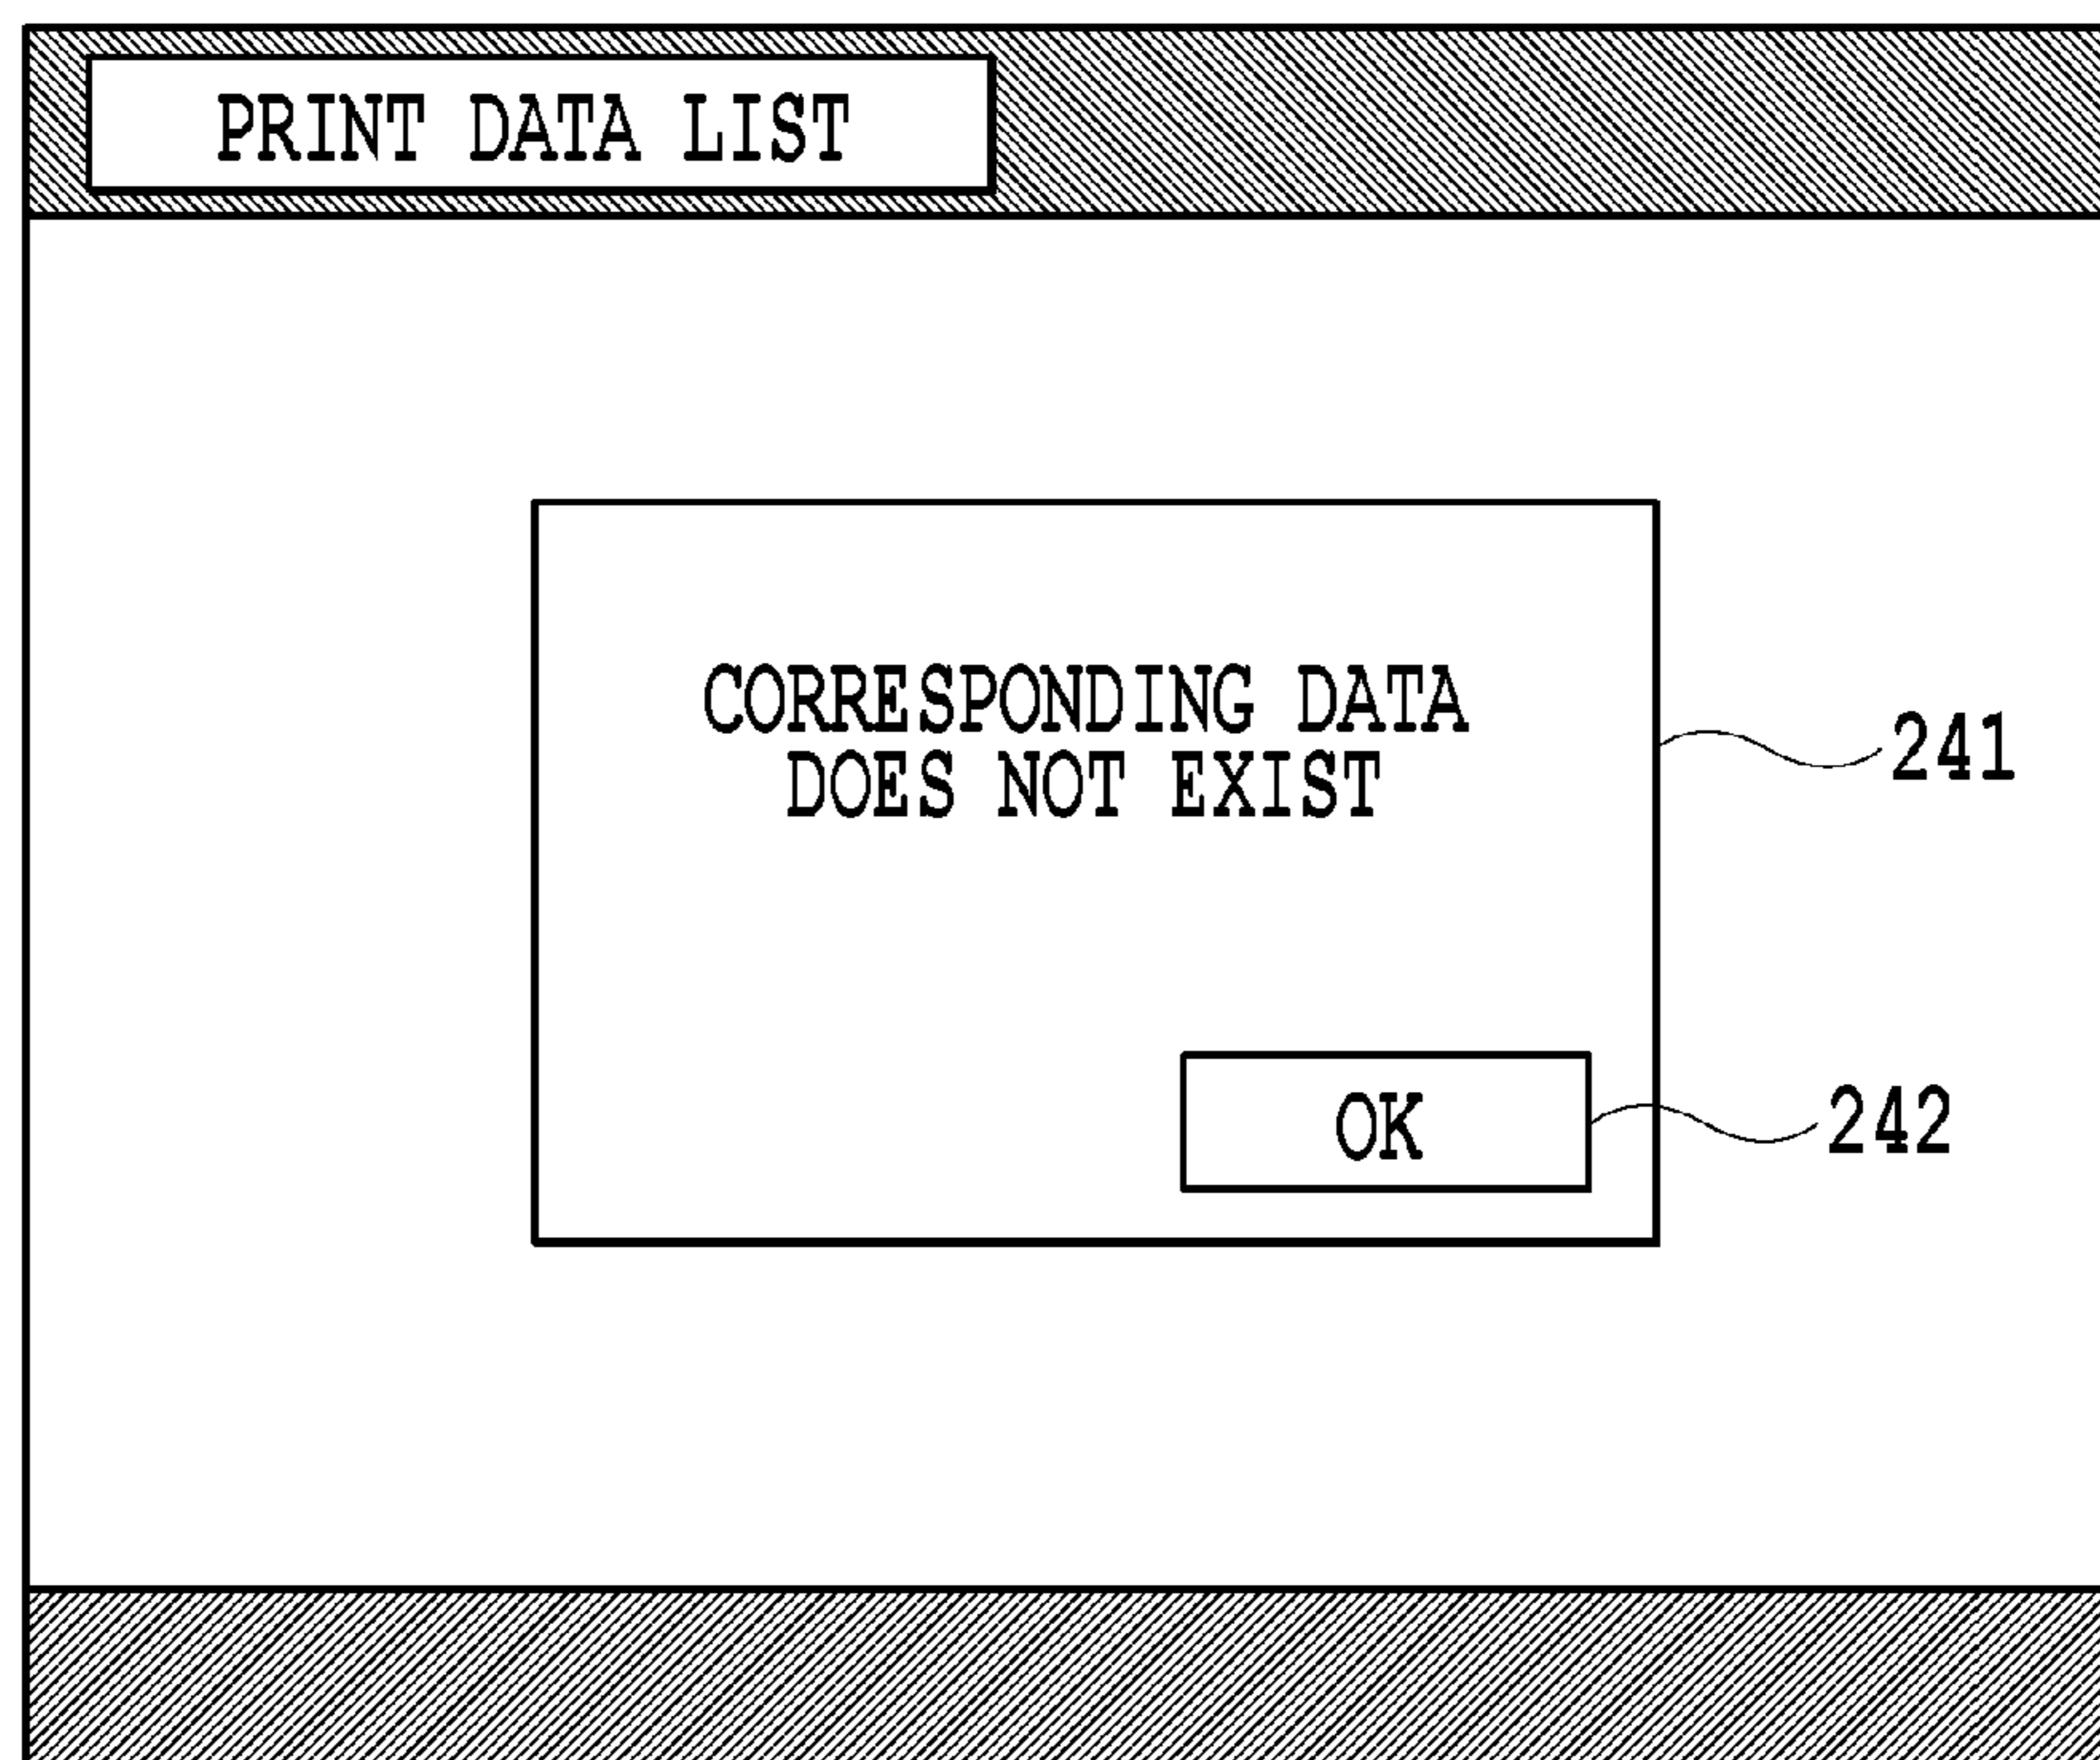 PRINT DATA LIST
CORRESPONDING DATA
DOES NOT EXIST
241
OK
242